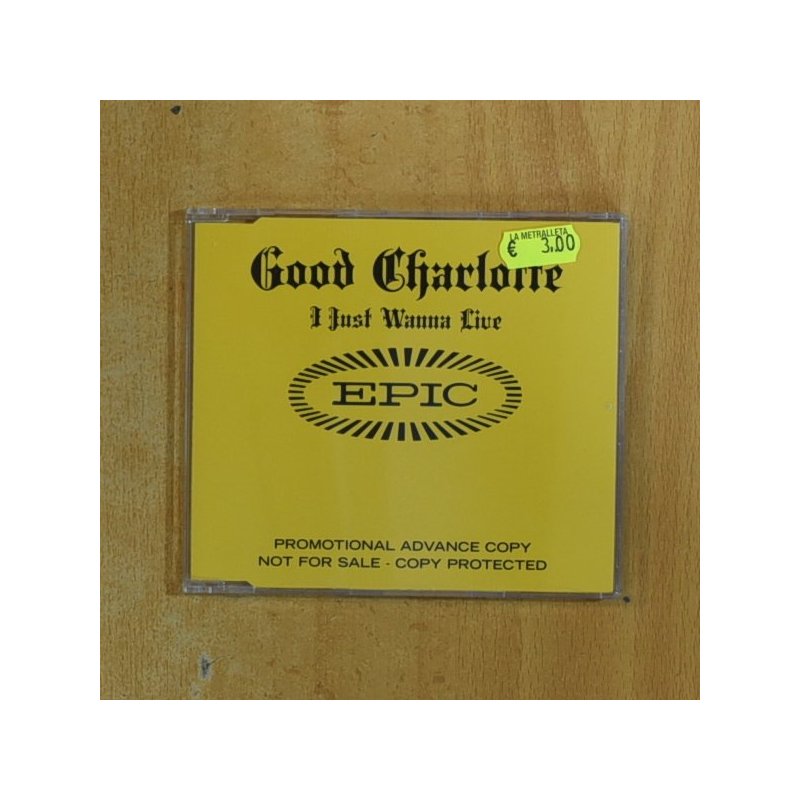 LA METRALLETA
€ 3.00
Good Charlotte
I Just Wanna Live
EPIC
PROMOTIONAL ADVANCE COPY
NOT FOR SALE - COPY PROTECTED